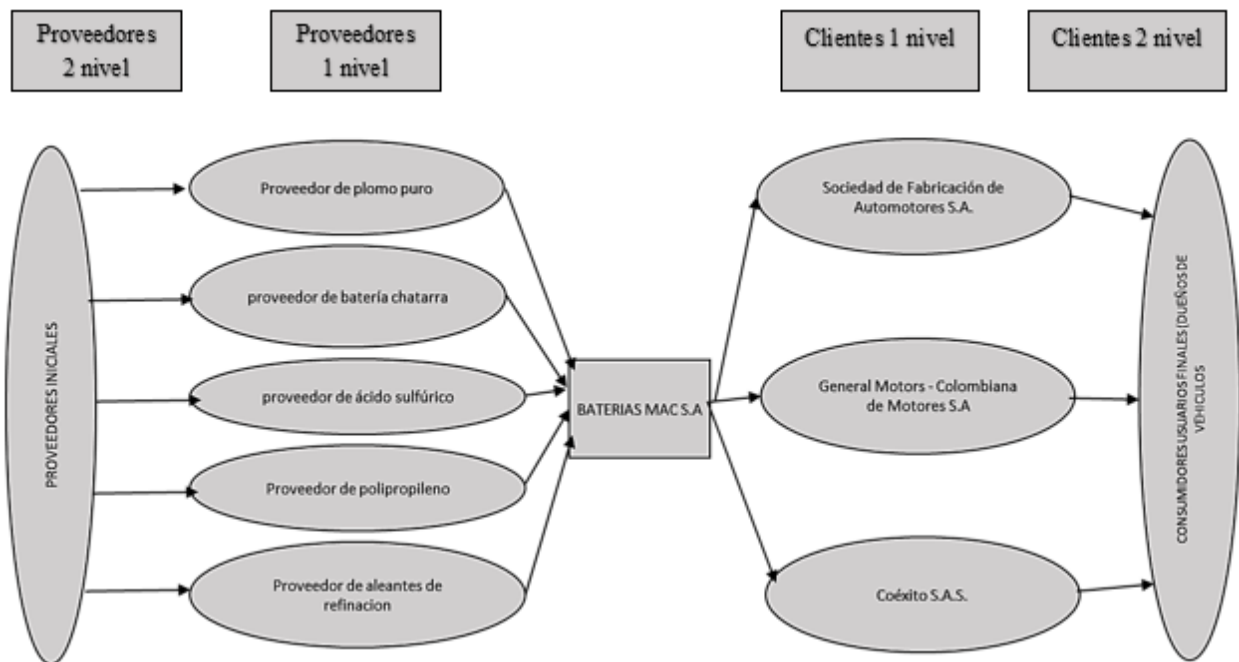 Proveedores
2 nivel
Proveedores
1 nivel
Clientes 1 nivel
Clientes 2 nivel
PROVEEDORES INICIALES
Proveedor de plomo puro
proveedor de batería chatarra
proveedor de ácido sulfúrico
Proveedor de polipropileno
Proveedor de aleantes de
refinacion
BATERIAS MAC S.A
Sociedad de Fabricación de
Automotores S.A.
General Motors - Colombiana
de Motores S.A
Coéxito S.A.S.
CONSUMIDORES USUARIOS FINALES (DUEÑOS DE
VEHICULOS